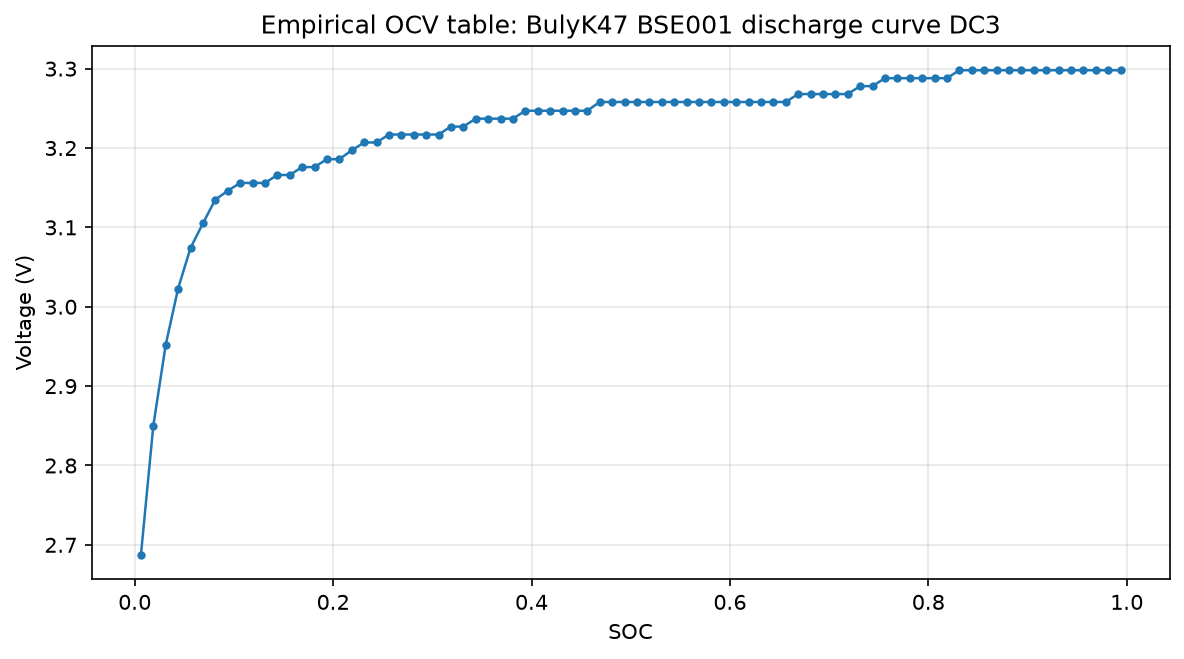 Empirical OCV table: BulyK47 BSE001 discharge curve DC3
3.3
3.2
3.1
3.0
2.9
2.8
2.7
Voltage (V)
0.0 0.2 0.4 0.6 0.8 1.0
SOC